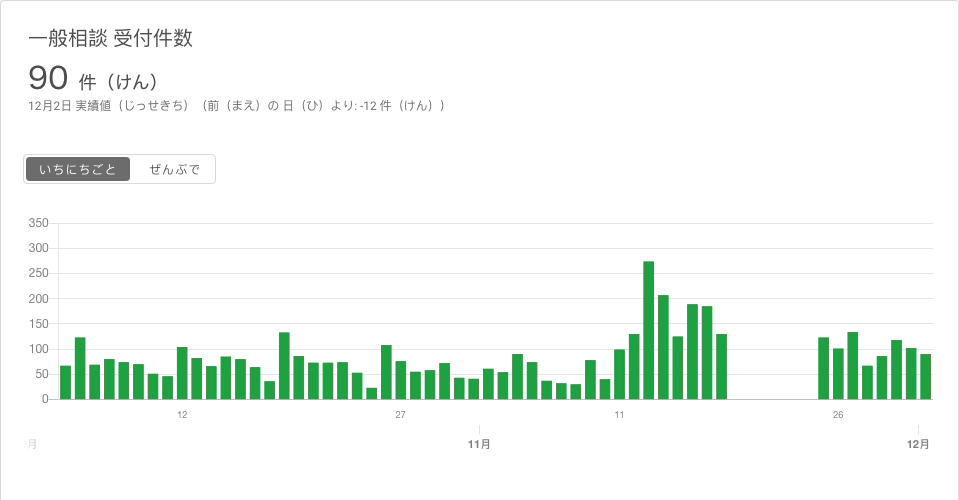 一般相談 受付件数
90 件（けん）
12月2日 実績値（じっせきち）（前（まえ）の 日（ひ）より: -12 件（けん））
いちにちごと ぜんぶで
350
300
250
200
150
100
50
0
12 27 11 26
月 11月 12月